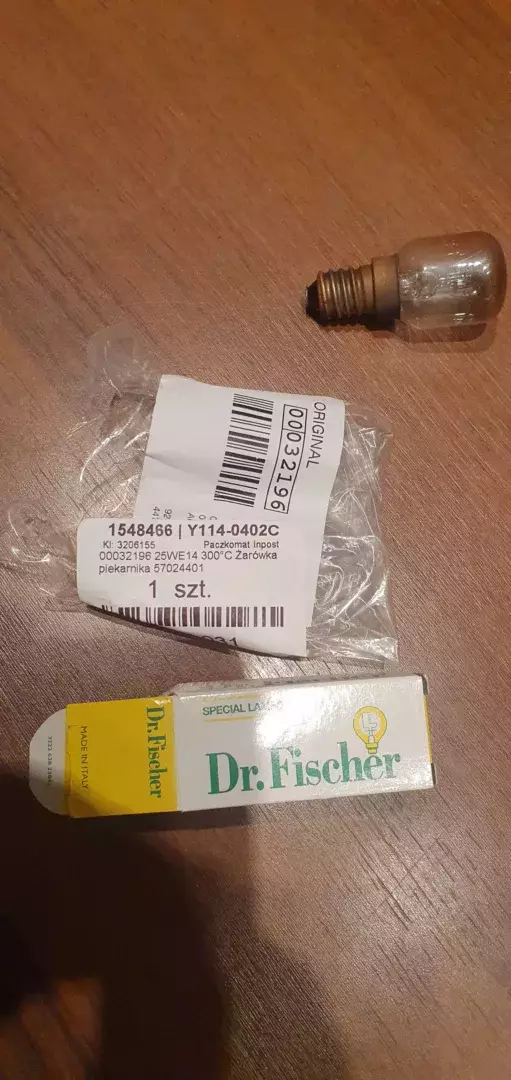 ORIGINAL
00032196
1548466 | Y114-0402C
Kl: 3206155 Paczkomat Inpost
00032196 25WE14 300°C Żarówka
piekarnika 57024401
1 szt.
SPECIAL
Dr. Fischer
Dr. Fischer
MADE IN ITALY